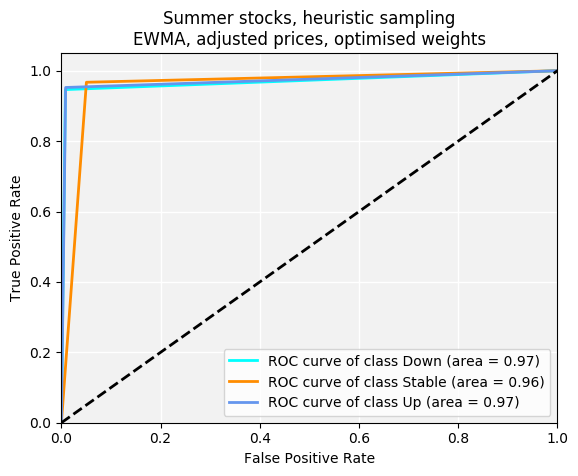 Summer stocks, heuristic sampling
EWMA, adjusted prices, optimised weights
True Positive Rate
1.0
0.8
0.6
0.4
0.2
0.0
ROC curve of class Down (area = 0.97)
ROC curve of class Stable (area = 0.96)
ROC curve of class Up (area = 0.97)
0.0 0.2 0.4 0.6 0.8 1.0
False Positive Rate